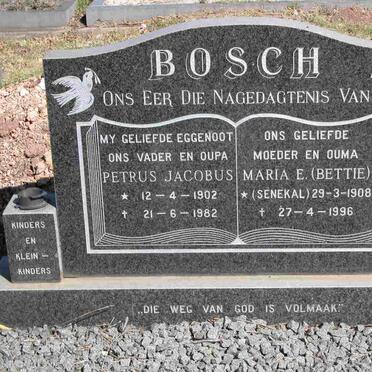 BOSCH
ONS EER DIE NAGEDAGTENIS VAN
MY GELIEFDE EGGENOOT
ONS VADER EN OUPA
PETRUS JACOBUS
★ 12-4-1902
✝ 21-6-1982
ONS GELIEFDE
MOEDER EN OUMA
MARIA E. (BETTIE)
★ (SENEKAL) 29-3-1908
✝ 27-4-1996
KINDERS
EN
KLEIN-
KINDERS
„DIE WEG VAN GOD IS VOLMAAK"